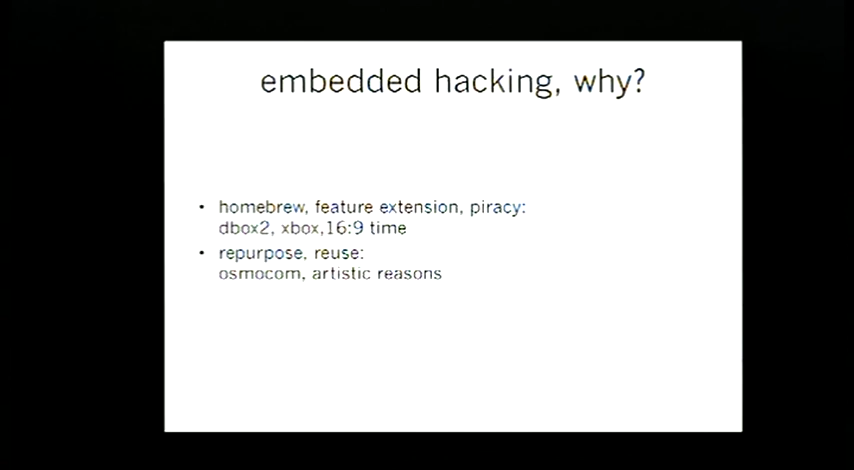 embedded hacking, why?
• homebrew, feature extension, piracy:
dbox2, xbox,16:9 time
• repurpose, reuse:
osmocom, artistic reasons